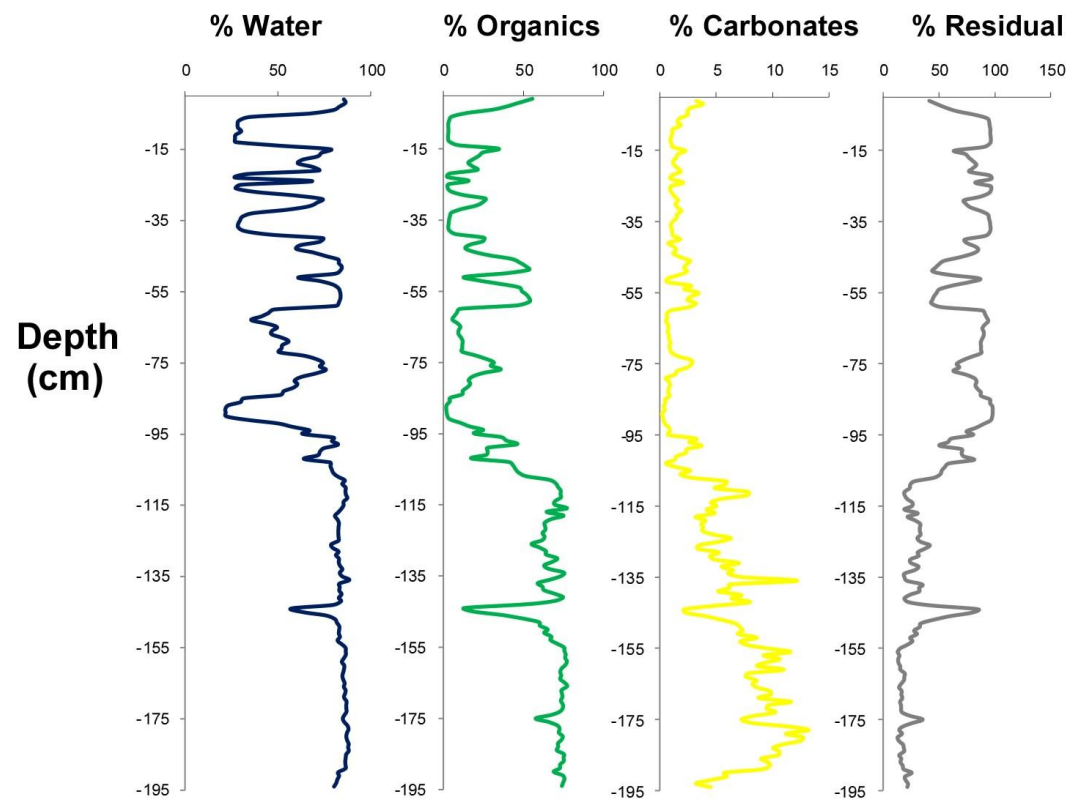 % Water % Organics % Carbonates % Residual
0 50 100 0 50 100 0 5 10 15 0 50 100 150
-15 -15 -15 -15
-35 -35 -35 -35
-55 -55 -55 -55
Depth
(cm)
-75 -75 -75 -75
-95 -95 -95 -95
-115 -115 -115 -115
-135 -135 -135 -135
-155 -155 -155 -155
-175 -175 -175 -175
-195 -195 -195 -195